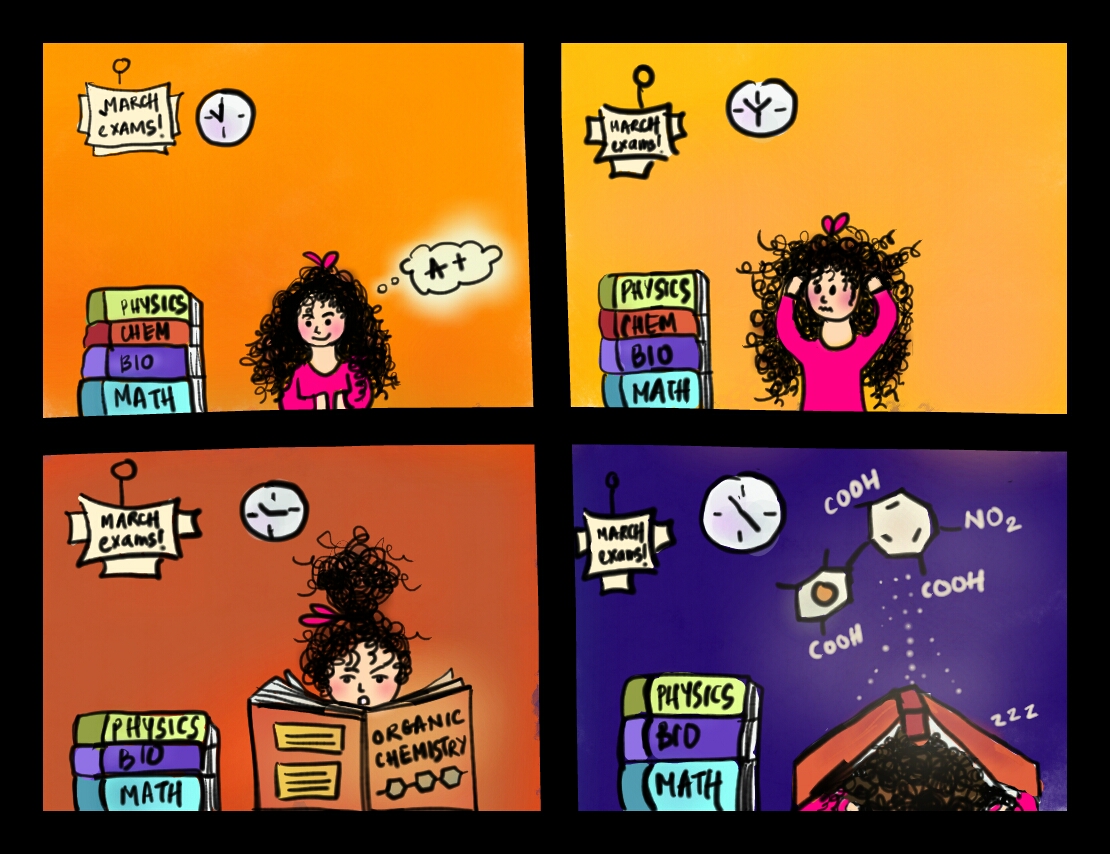 MARCH
EXAMS!
A+
PHYSICS
CHEM
BIO
MATH
MARCH
exams!
PHYSICS
CHEM
BIO
MATH
MARCH
exams!
ORGANIC
CHEMISTRY
PHYSICS
BIO
MATH
MARCH
exams!
COOH
NO2
COOH
COOH
PHYSICS
BIO
MATH
zzz